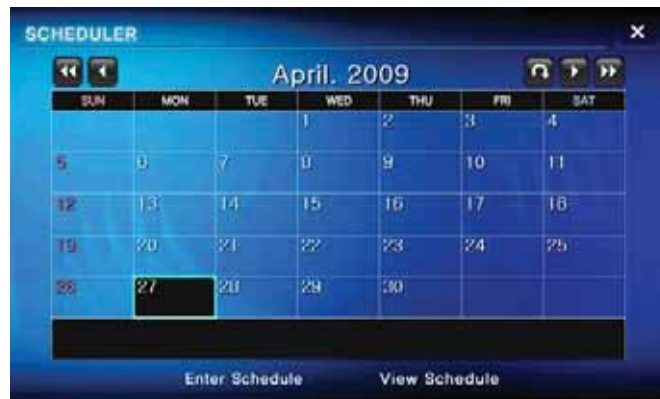 SCHEDULER
April. 2009
SUN MON TUE WED THU FRI SAT
1 2 3 4
5 6 7 8 9 10 11
12 13 14 15 16 17 18
19 20 21 22 23 24 25
26 27 28 29 30
Enter Schedule View Schedule